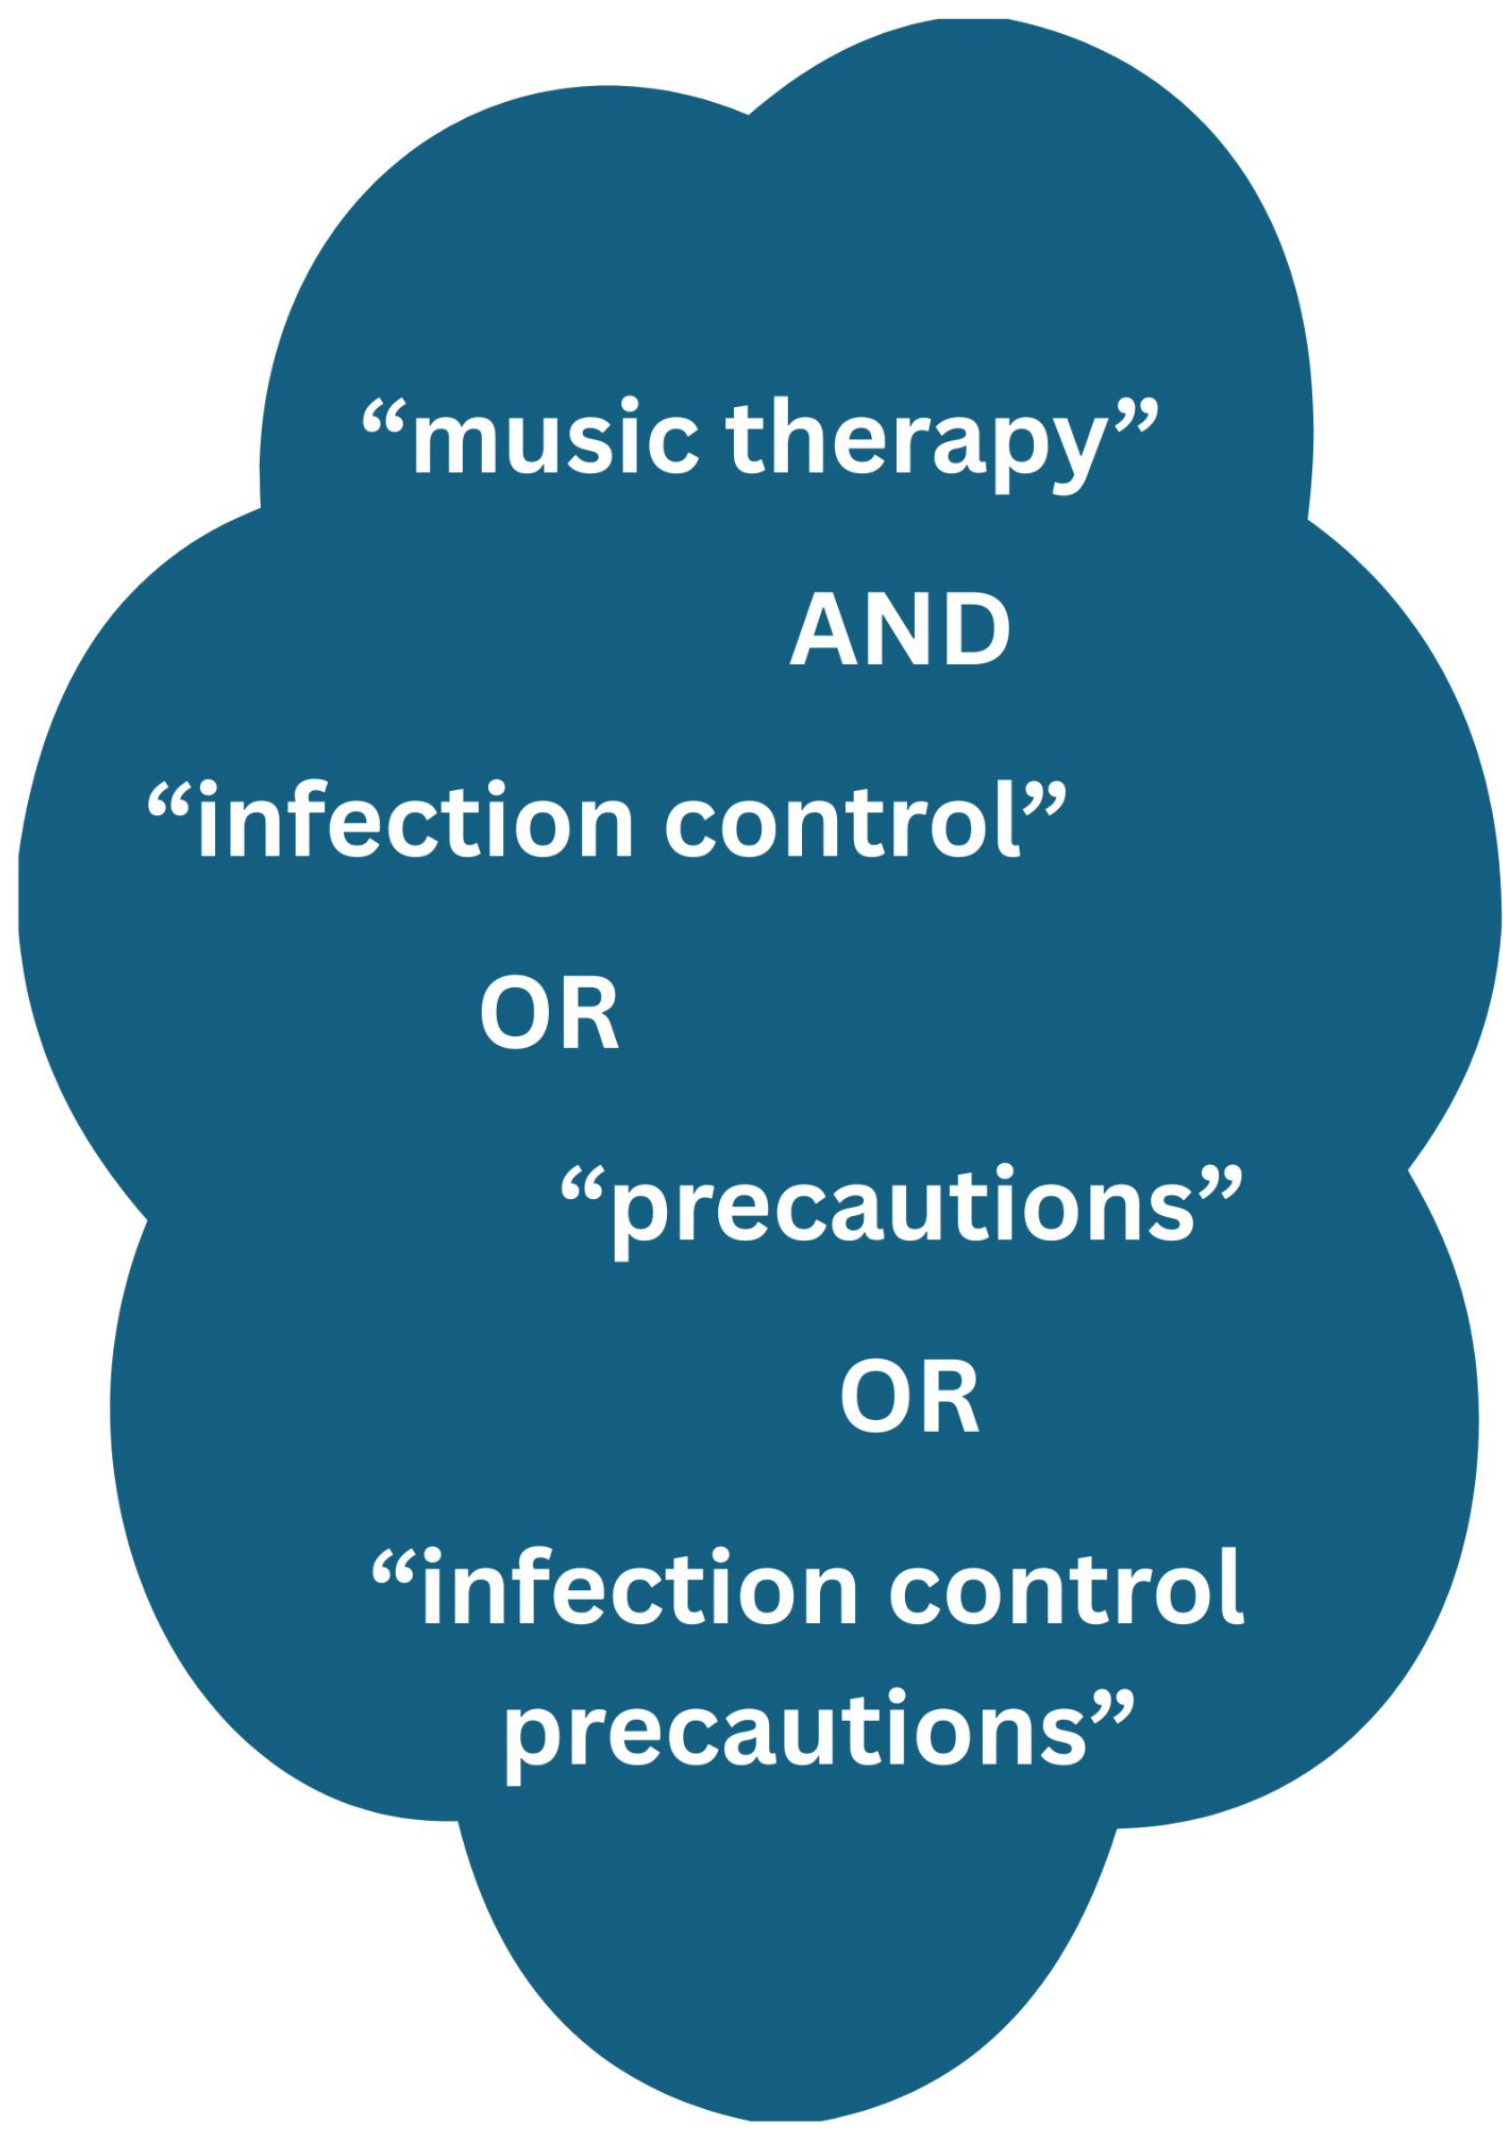 “music therapy”
AND
“infection control”
OR
“precautions”
OR
“infection control
precautions”